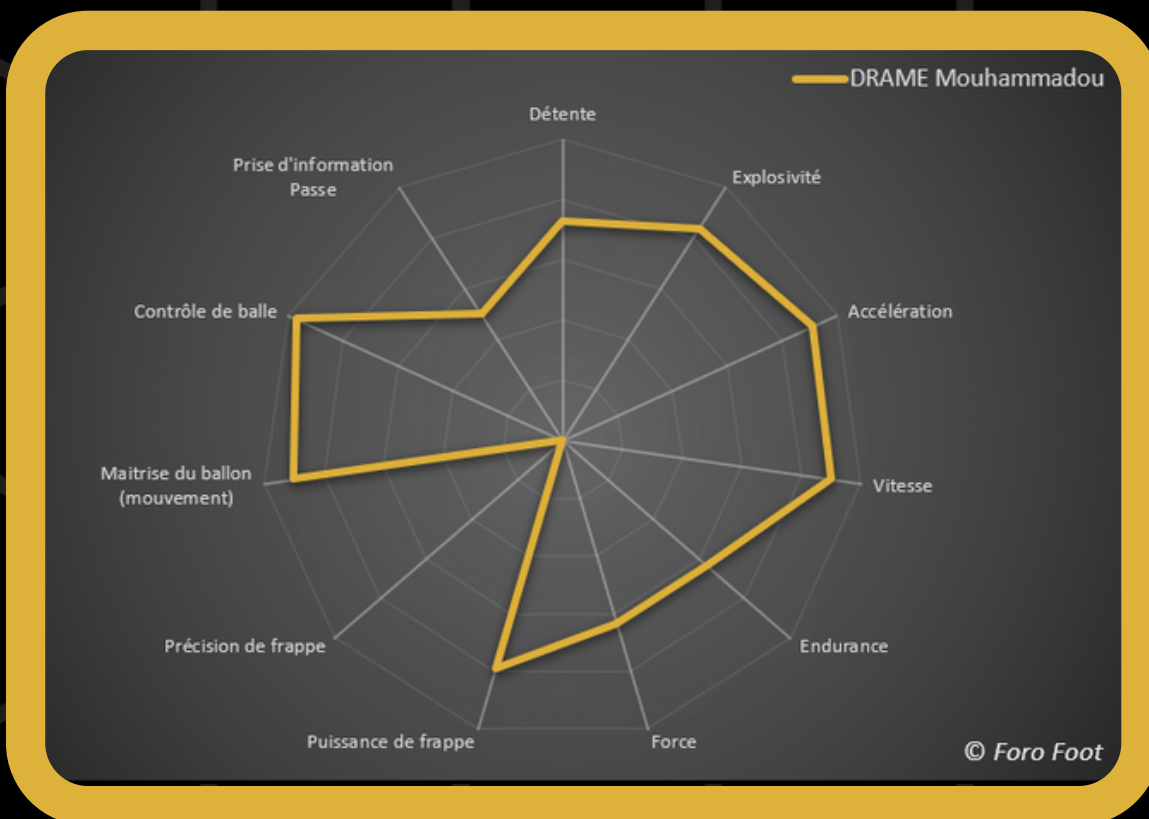 DRAME Mouhammadou
Détente
Prise d'information
Passe
Explosivité
Contrôle de balle
Accélération
Maitrise du ballon
(mouvement)
Vitesse
Précision de frappe
Endurance
Puissance de frappe
Force
© Foro Foot